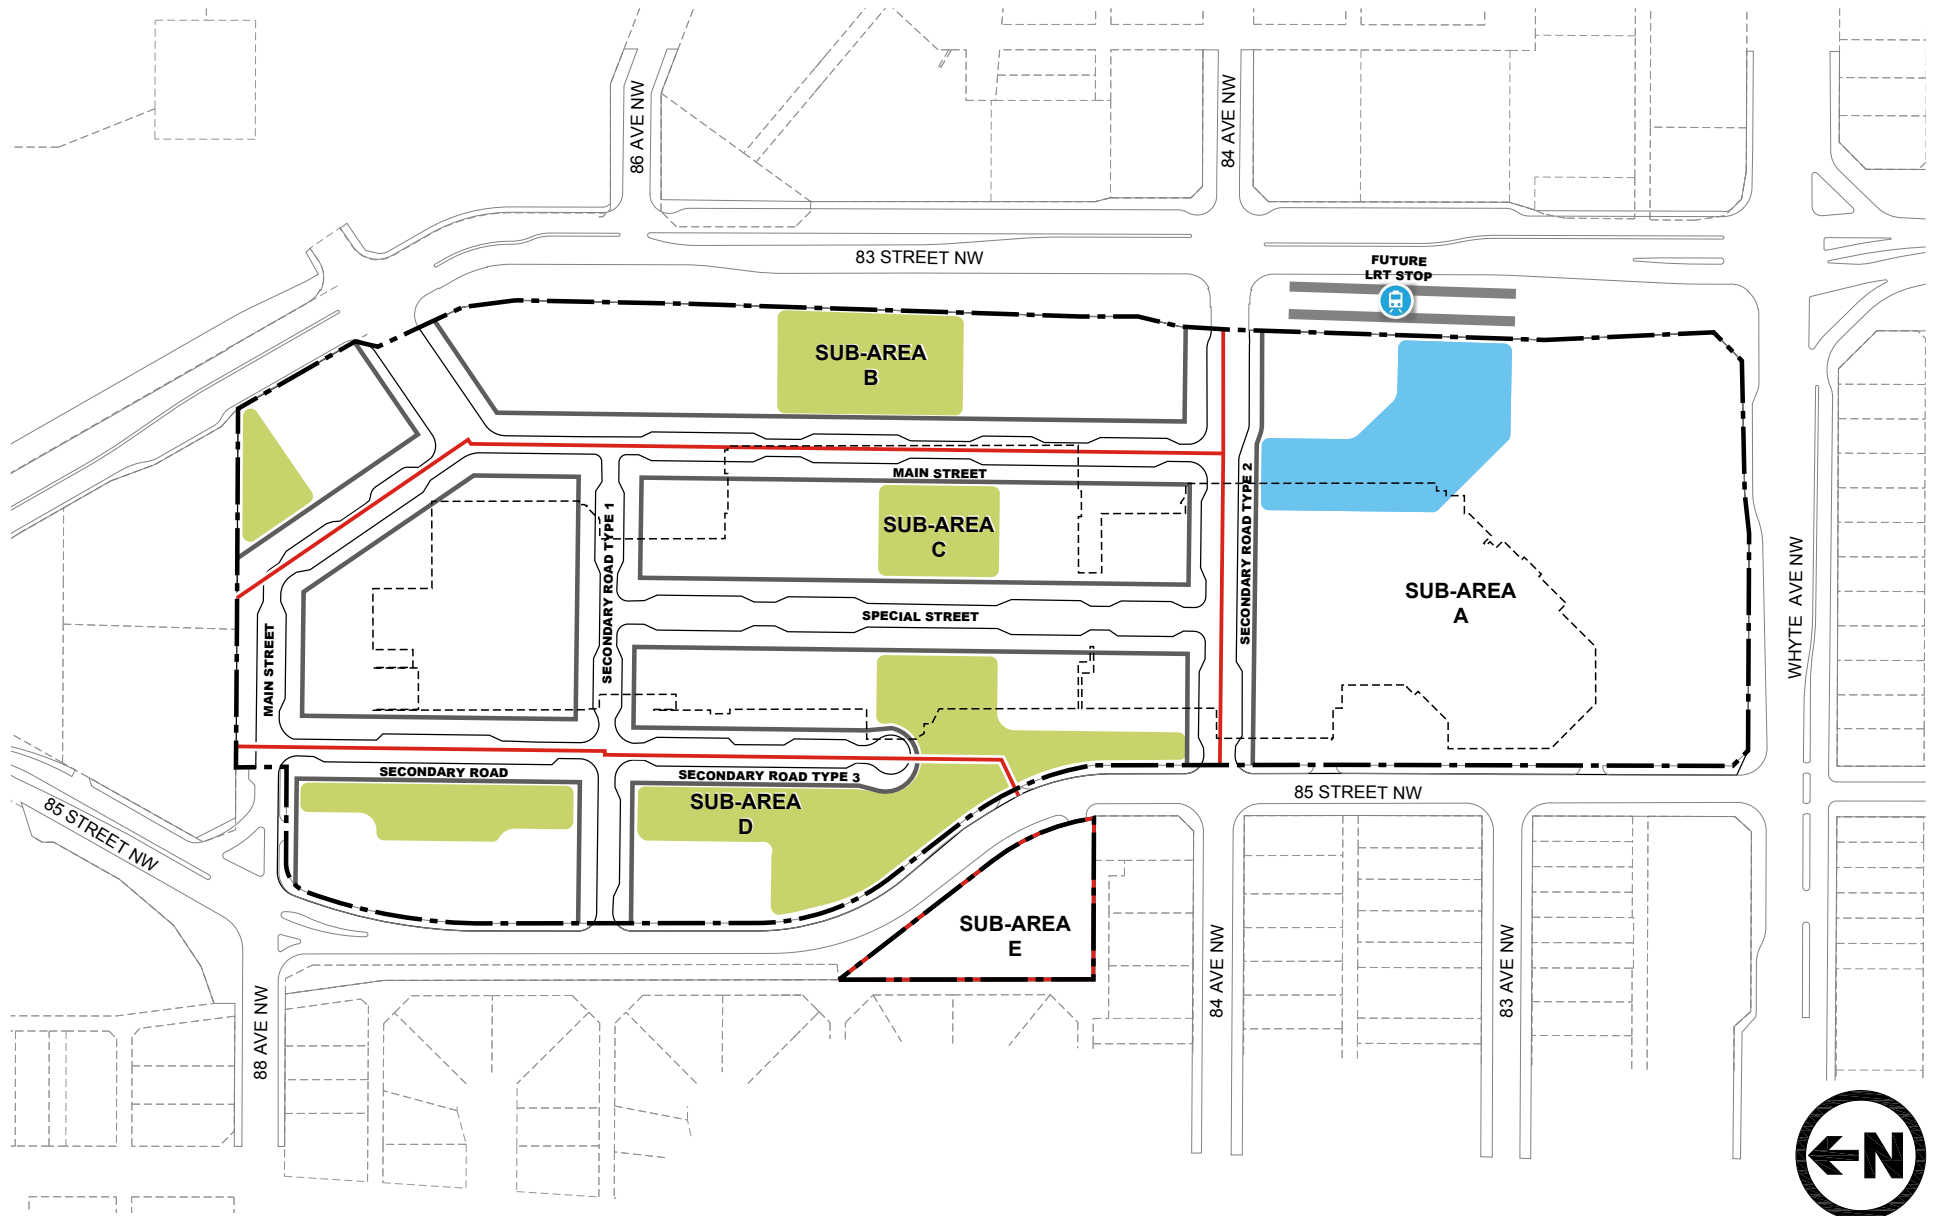 86 AVE NW
84 AVE NW
83 STREET NW
FUTURE
LRT STOP
SUB-AREA
B
MAIN STREET
SUB-AREA
C
SECONDARY ROAD TYPE 1
SECONDARY ROAD TYPE 2
SUB-AREA
A
WHYTE AVE NW
SPECIAL STREET
MAIN STREET
SECONDARY ROAD
SECONDARY ROAD TYPE 3
SUB-AREA
D
85 STREET NW
85 STREET NW
SUB-AREA
E
88 AVE NW
84 AVE NW
83 AVE NW
N